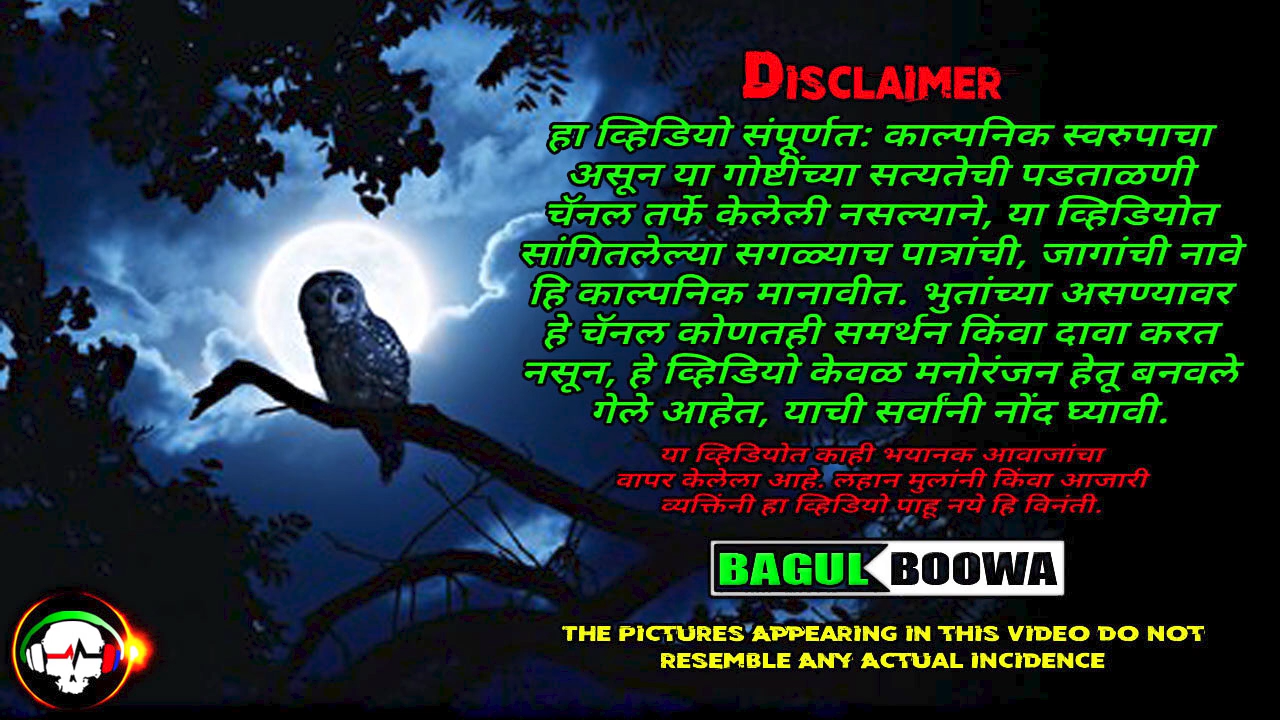 DISCLAIMER
हा व्हिडियो संपूर्णत: काल्पनिक स्वरुपाचा
असून या गोष्टींच्या सत्यतेची पडताळणी
चॅनल तर्फे केलेली नसल्याने, या व्हिडियोत
सांगितलेल्या सगळ्याच पात्रांची, जागांची नावे
हि काल्पनिक मानावीत. भुतांच्या असण्यावर
हे चॅनल कोणतही समर्थन किंवा दावा करत
नसून, हे व्हिडियो केवळ मनोरंजन हेतू बनवले
गेले आहेत, याची सर्वांनी नोंद घ्यावी.
या व्हिडियोत काही भयानक आवाजांचा
वापर केलेला आहे. लहान मुलांनी किंवा आजारी
व्यक्तिंनी हा व्हिडियो पाहू नये हि विनंती.
BAGUL BOOWA
THE PICTURES APPEARING IN THIS VIDEO DO NOT
RESEMBLE ANY ACTUAL INCIDENCE